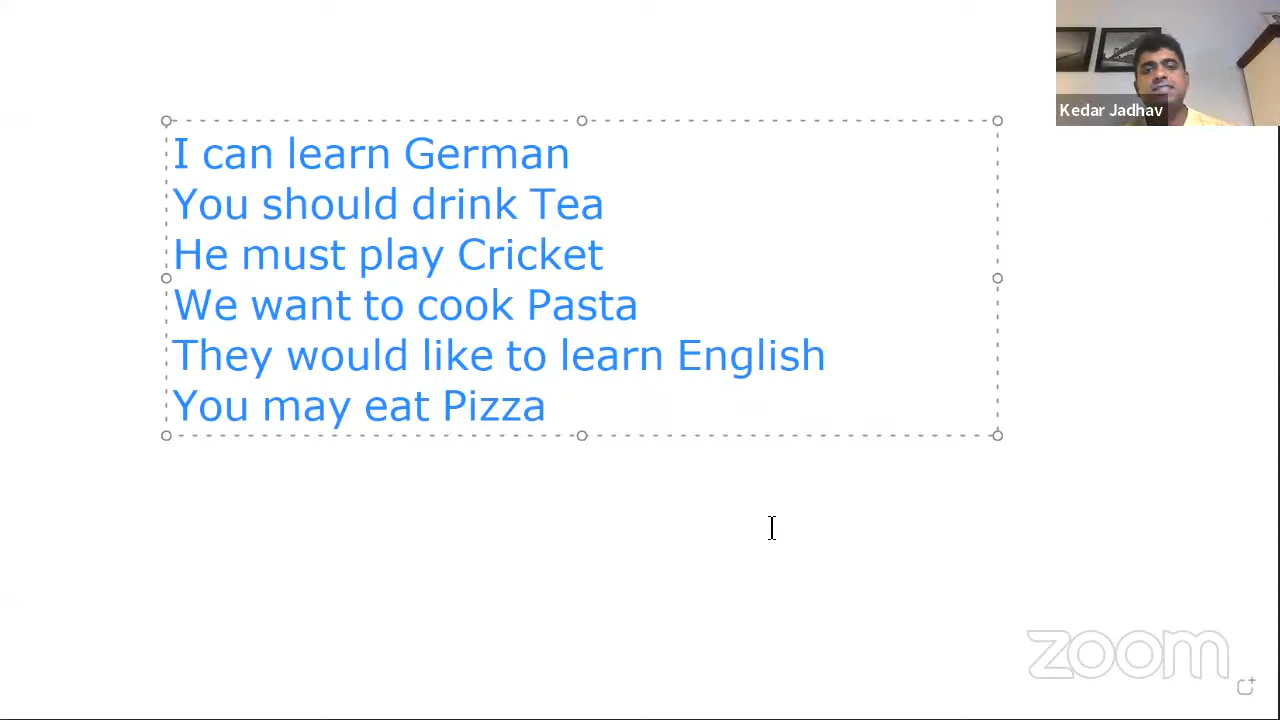 Kedar Jadhav
I can learn German
You should drink Tea
He must play Cricket
We want to cook Pasta
They would like to learn English
You may eat Pizza
zoom